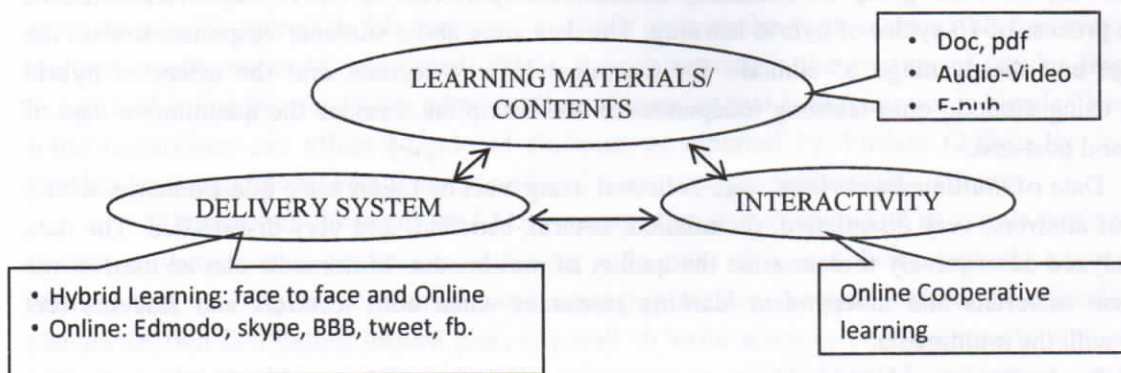 LEARNING MATERIALS/
CONTENTS
• Doc, pdf
• Audio-Video
• E-pub
DELIVERY SYSTEM
INTERACTIVITY
• Hybrid Learning: face to face and Online
• Online: Edmodo, skype, BBB, tweet, fb.
Online Cooperative
learning